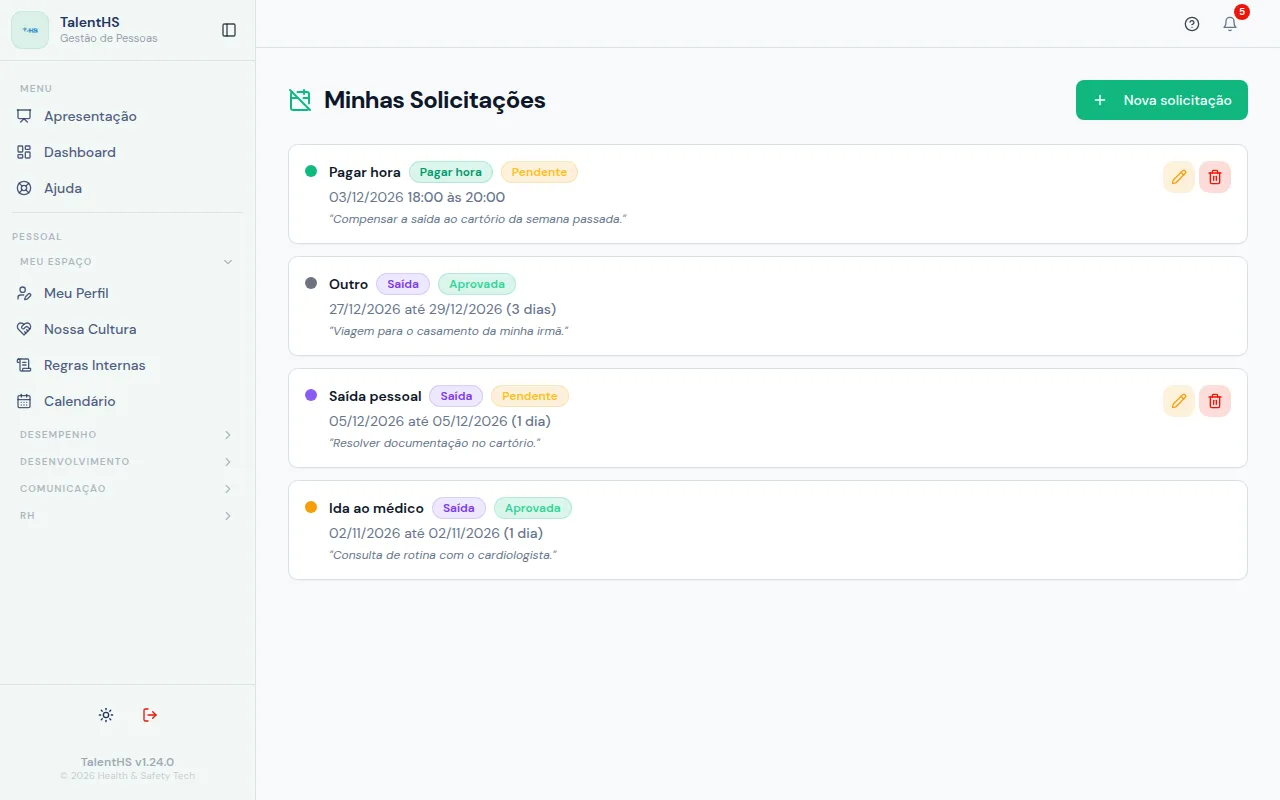 HS
TalentHS
Gestão de Pessoas
MENU
Apresentação
Dashboard
Ajuda
PESSOAL
MEU ESPAÇO
Meu Perfil
Nossa Cultura
Regras Internas
Calendário
DESEMPENHO
DESENVOLVIMENTO
COMUNICAÇÃO
RH
TalentHS v1.24.0
© 2026 Health & Safety Tech
5
Minhas Solicitações
Nova solicitação
Pagar hora Pagar hora Pendente
03/12/2026 18:00 às 20:00
"Compensar a saída ao cartório da semana passada."
Outro Saída Aprovada
27/12/2026 até 29/12/2026 (3 dias)
"Viagem para o casamento da minha irmã."
Saída pessoal Saída Pendente
05/12/2026 até 05/12/2026 (1 dia)
"Resolver documentação no cartório."
Ida ao médico Saída Aprovada
02/11/2026 até 02/11/2026 (1 dia)
"Consulta de rotina com o cardiologista."